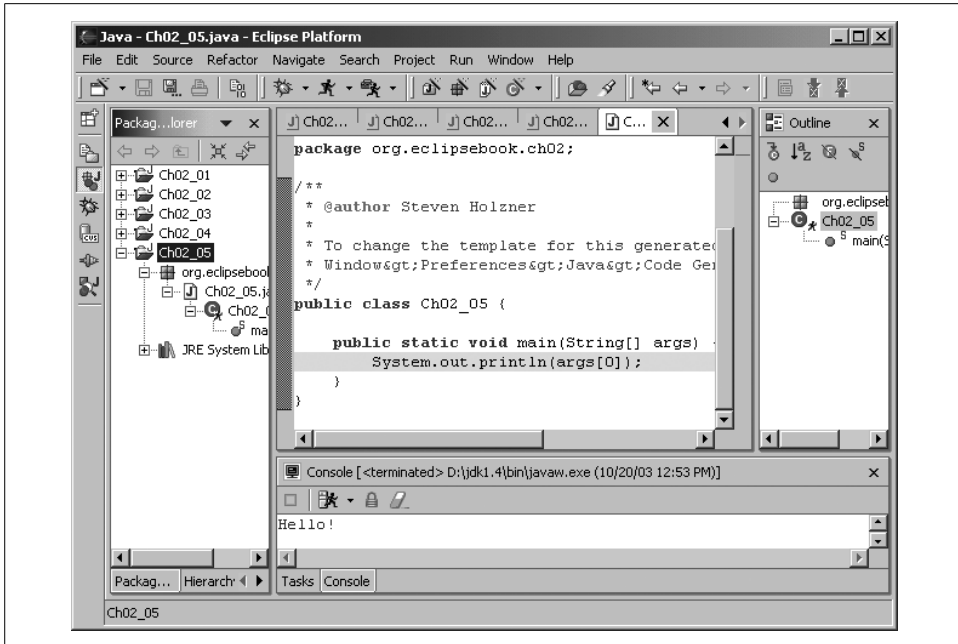 Java - Ch02_05.java - Eclipse Platform
File Edit Source Refactor Navigate Search Project Run Window Help
Packag...lorer
Ch02_01
Ch02_02
Ch02_03
Ch02_04
Ch02_05
org.eclipsebool
Ch02_05.ja
Ch02_(
ma
JRE System Lib
Packag... Hierarchy
Ch02... Ch02... Ch02... Ch02... C...
package org.eclipsebook.ch02;
/**
* @author Steven Holzner
*
* To change the template for this generated
* Window&gt;Preferences&gt;Java&gt;Code Ger
*/
public class Ch02_05 {
public static void main(String[] args) {
System.out.println(args[0]);
}
}
Console [<terminated> D:\jdk1.4\bin\javaw.exe (10/20/03 12:53 PM)]
Hello!
Tasks Console
Outline
org.eclipset
Ch02_05
main(S
Ch02_05